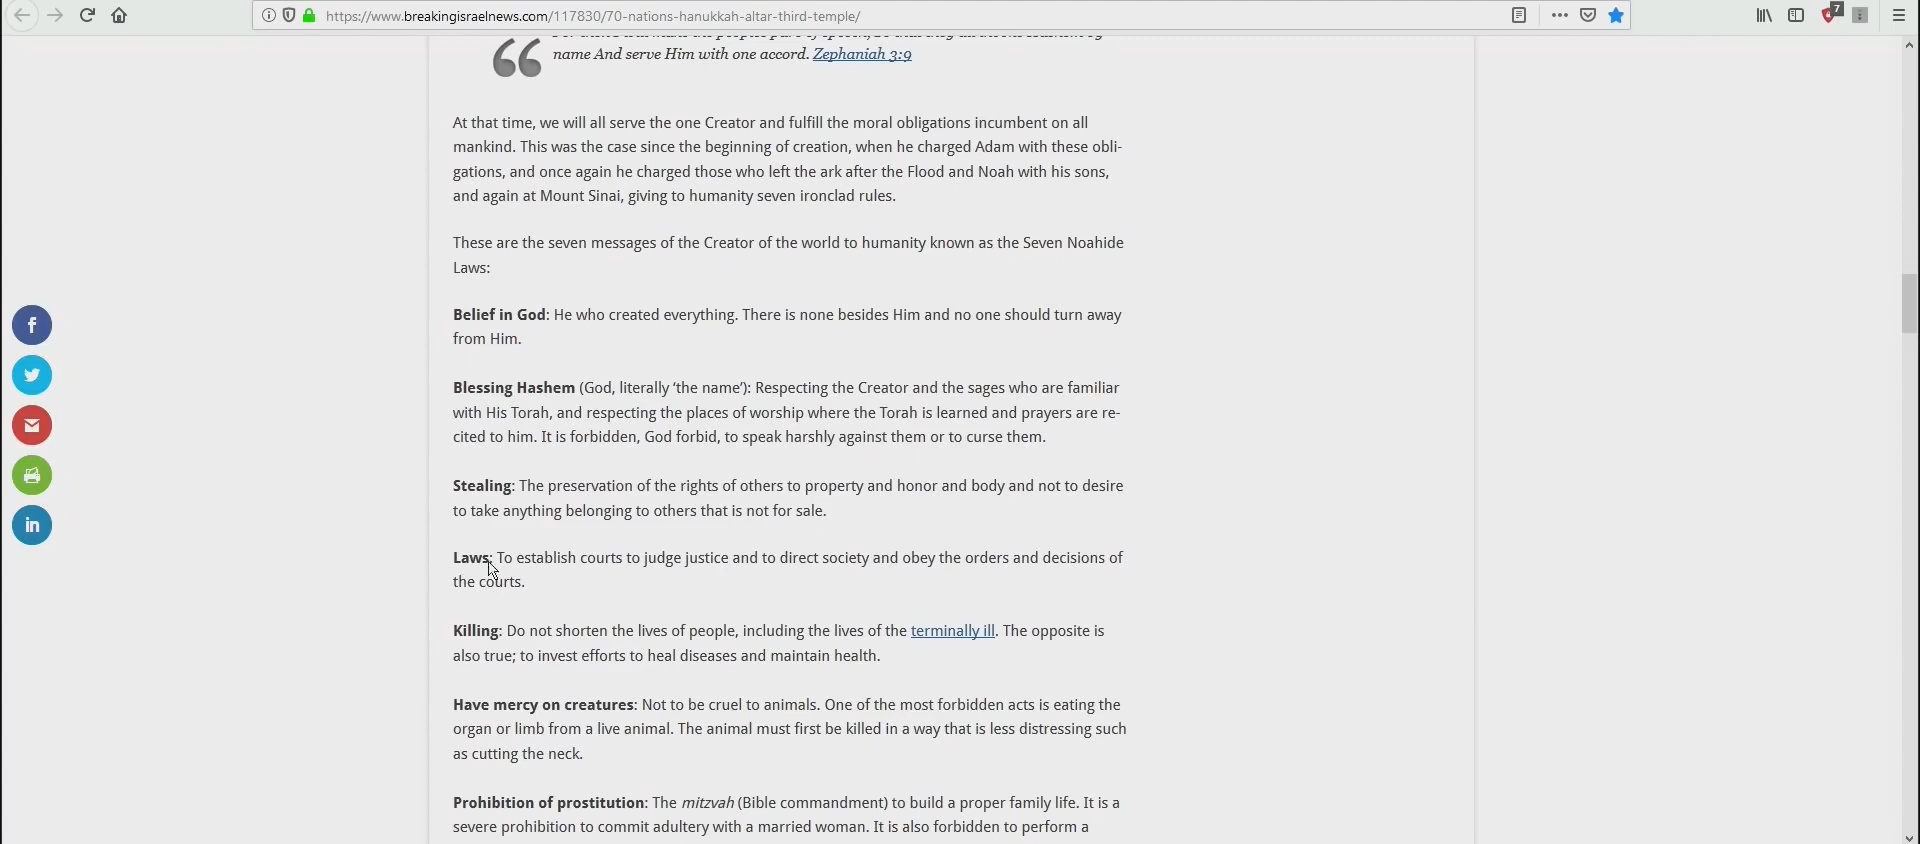 https://www.breakingisraelnews.com/117830/70-nations-hanukkah-altar-third-temple/
7
name And serve Him with one accord. Zephaniah 3:9
At that time, we will all serve the one Creator and fulfill the moral obligations incumbent on all
mankind. This was the case since the beginning of creation, when he charged Adam with these obli-
gations, and once again he charged those who left the ark after the Flood and Noah with his sons,
and again at Mount Sinai, giving to humanity seven ironclad rules.
These are the seven messages of the Creator of the world to humanity known as the Seven Noahide
Laws:
Belief in God: He who created everything. There is none besides Him and no one should turn away
from Him.
Blessing Hashem (God, literally ‘the name’): Respecting the Creator and the sages who are familiar
with His Torah, and respecting the places of worship where the Torah is learned and prayers are re-
cited to him. It is forbidden, God forbid, to speak harshly against them or to curse them.
Stealing: The preservation of the rights of others to property and honor and body and not to desire
to take anything belonging to others that is not for sale.
Laws: To establish courts to judge justice and to direct society and obey the orders and decisions of
the courts.
Killing: Do not shorten the lives of people, including the lives of the terminally ill. The opposite is
also true; to invest efforts to heal diseases and maintain health.
Have mercy on creatures: Not to be cruel to animals. One of the most forbidden acts is eating the
organ or limb from a live animal. The animal must first be killed in a way that is less distressing such
as cutting the neck.
Prohibition of prostitution: The mitzvah (Bible commandment) to build a proper family life. It is a
severe prohibition to commit adultery with a married woman. It is also forbidden to perform a